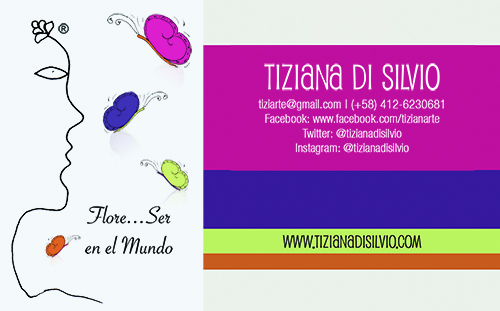 ®
Flore...Ser
en el Mundo
TIZIANA DI SILVIO
tiziarte@gmail.com | (+58) 412-6230681
Facebook: www.facebook.com/tizianarte
Twitter: @tizianadisilvio
Instagram: @tizianadisilvio
WWW.TIZIANADISILVIO.COM